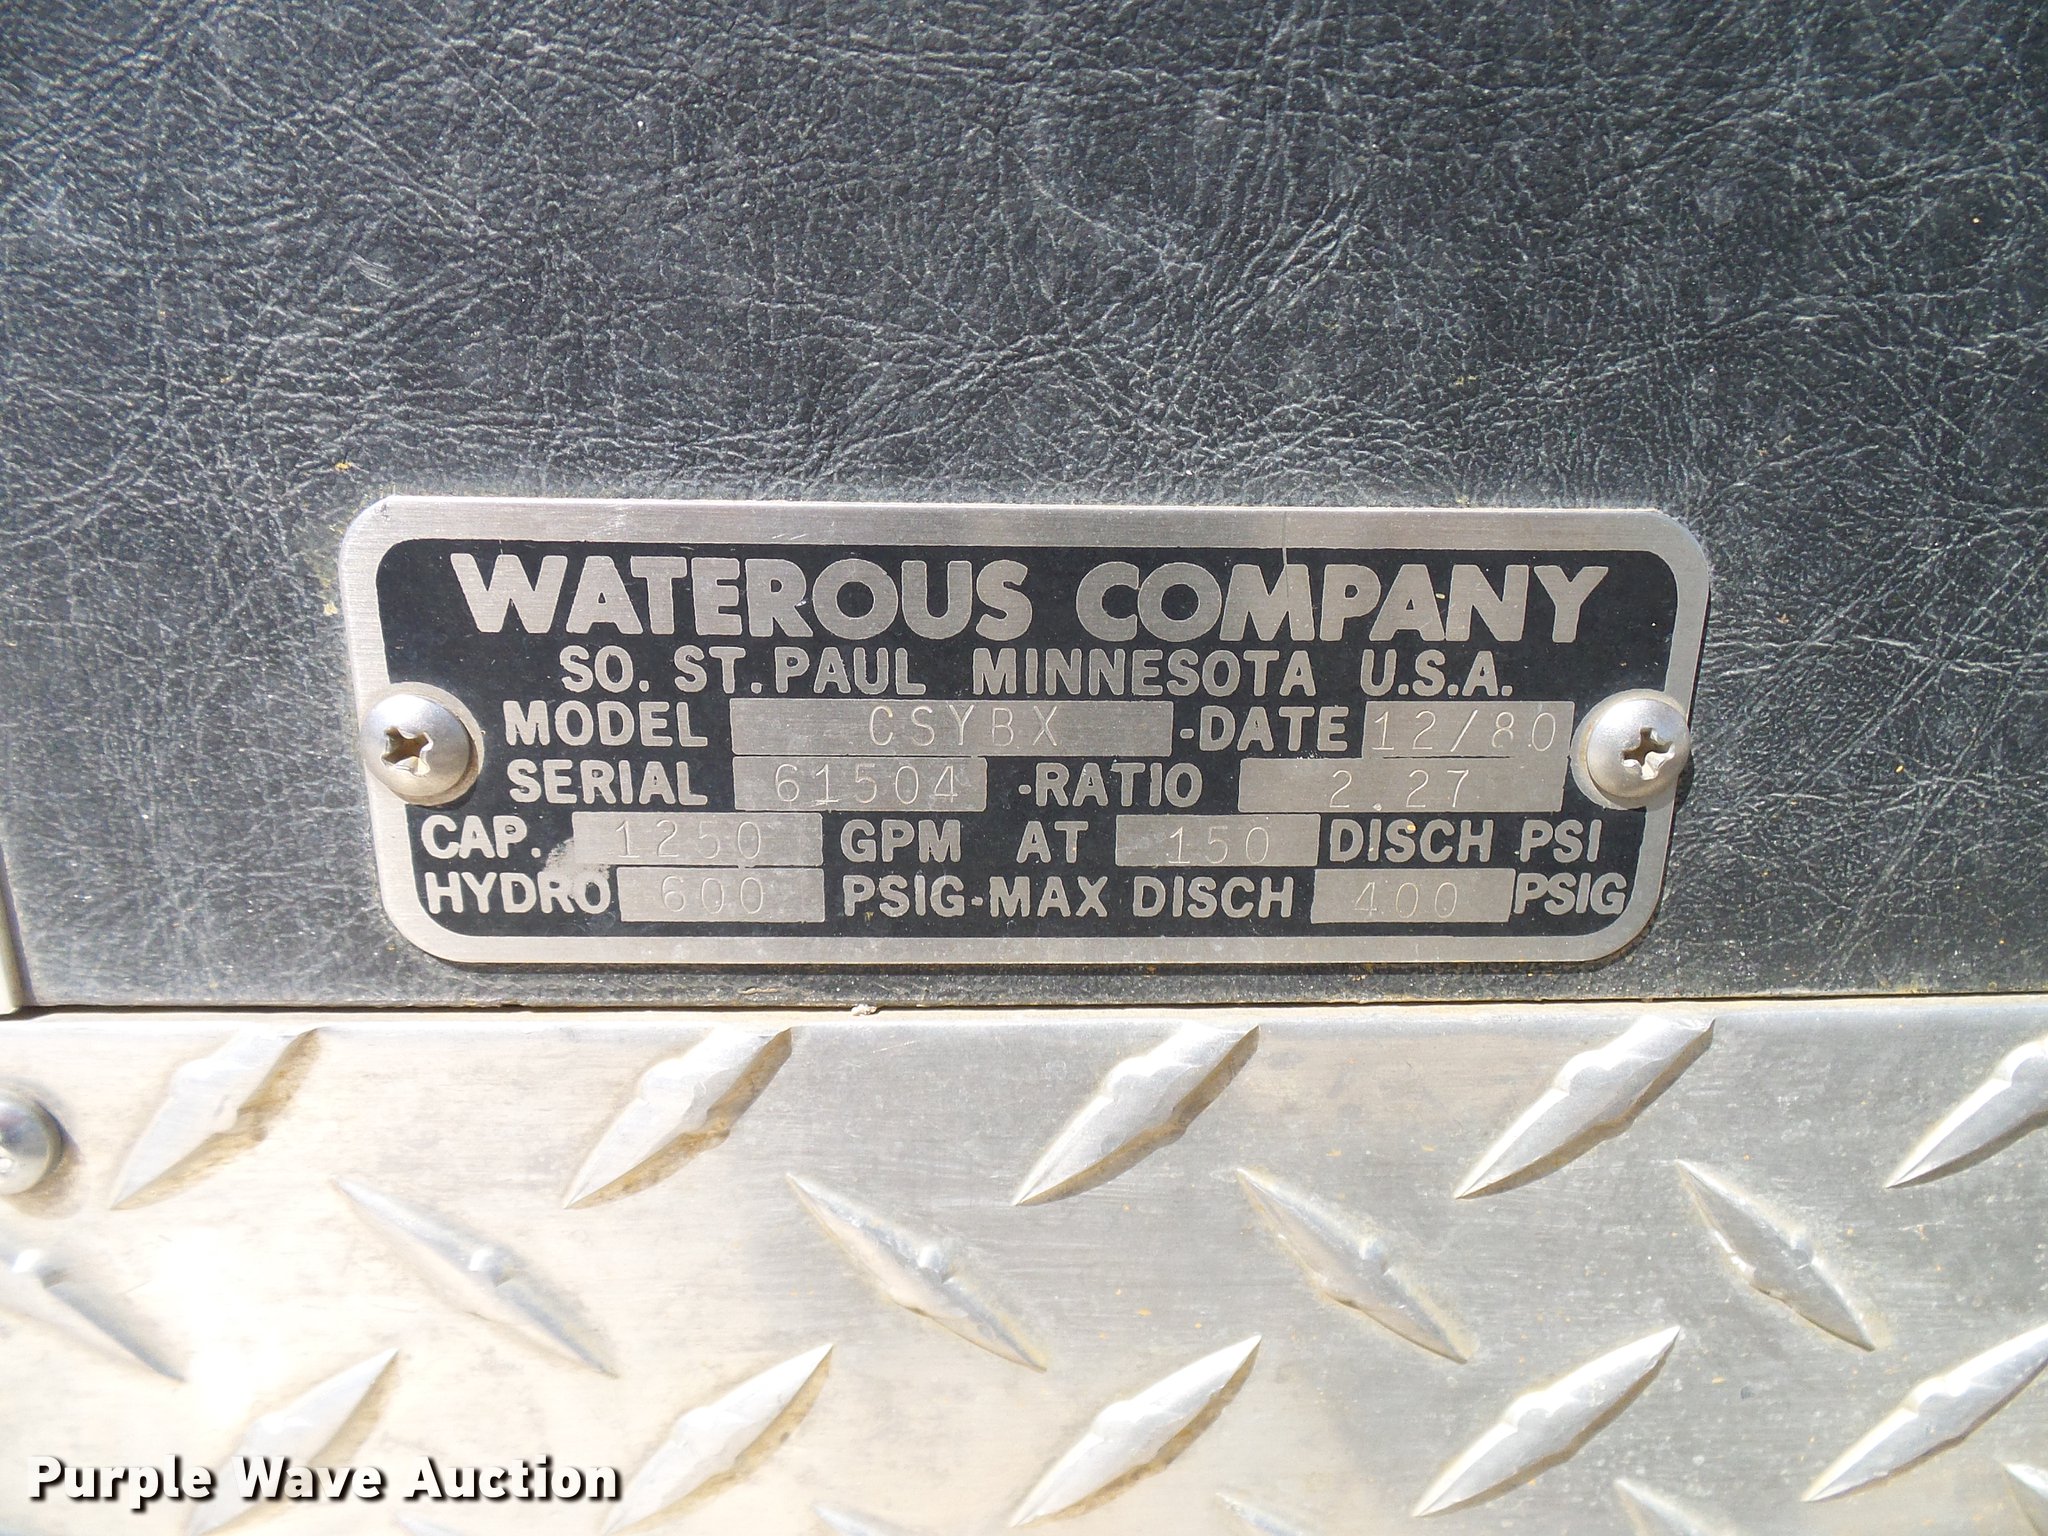 WATEROUS COMPANY
SO. ST. PAUL MINNESOTA U.S.A.
MODEL CSYBX -DATE 12/80
SERIAL 61504 -RATIO 2.27
CAP. 1250 GPM AT 150 DISCH PSI
HYDRO 600 PSIG-MAX DISCH 400 PSIG
Purple Wave Auction